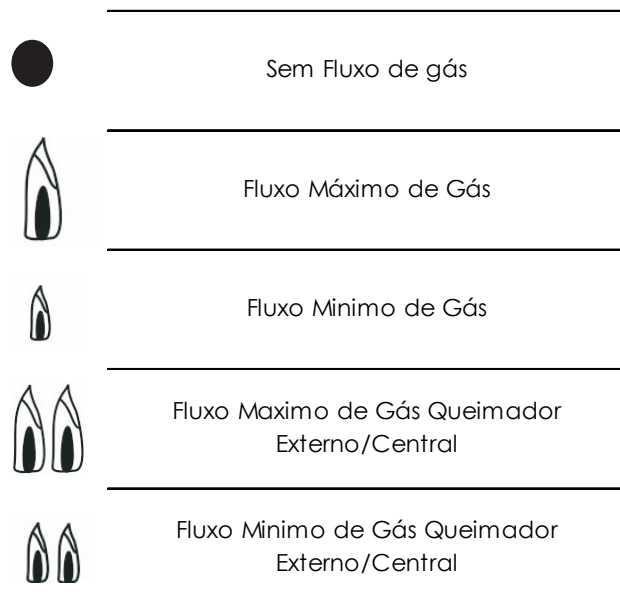 Sem Fluxo de gás
Fluxo Máximo de Gás
Fluxo Minimo de Gás
Fluxo Maximo de Gás Queimador
Externo/Central
Fluxo Minimo de Gás Queimador
Externo/Central